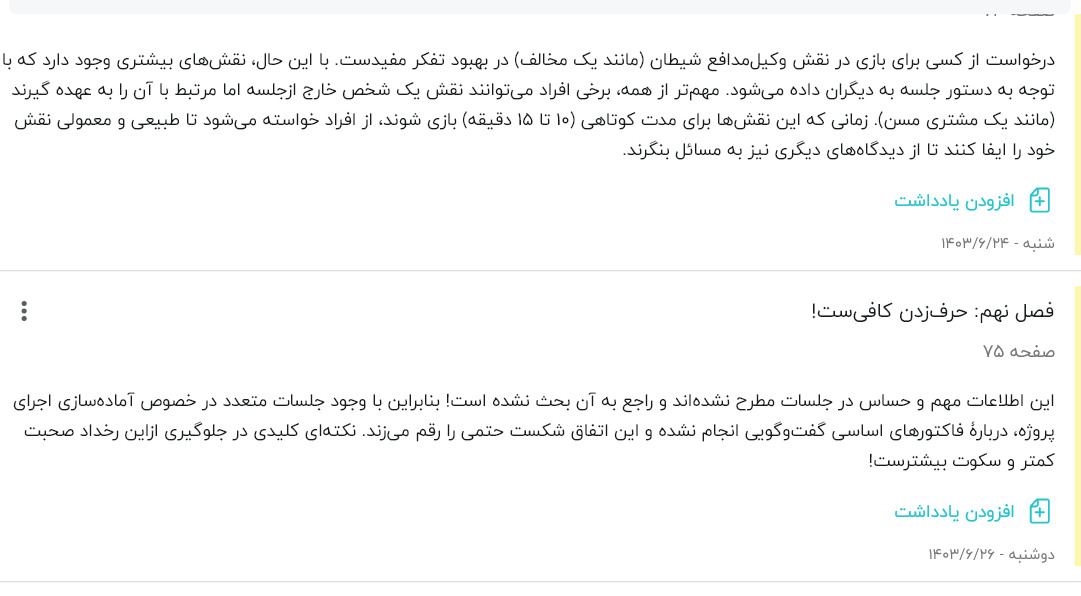 درخواست از کسی برای بازی در نقش وکیل‌مدافع شیطان (مانند یک مخالف) در بهبود تفکر مفیدست. با این حال، نقش‌های بیشتری وجود دارد که با
توجه به دستور جلسه به دیگران داده می‌شود. مهم‌تر از همه، برخی افراد می‌توانند نقش یک شخص خارج ازجلسه اما مرتبط با آن را به عهده گیرند
(مانند یک مشتری مسن). زمانی که این نقش‌ها برای مدت کوتاهی (۱۰ تا ۱۵ دقیقه) بازی شوند، از افراد خواسته می‌شود تا طبیعی و معمولی نقش
خود را ایفا کنند تا از دیدگاه‌های دیگری نیز به مسائل بنگرند.
افزودن یادداشت
شنبه - ۱۴۰۳/۶/۲۴
فصل نهم: حرف‌زدن کافی‌ست!
صفحه ۷۵
این اطلاعات مهم و حساس در جلسات مطرح نشده‌اند و راجع به آن بحث نشده است! بنابراین با وجود جلسات متعدد در خصوص آماده‌سازی اجرای
پروژه، دربارهٔ فاکتورهای اساسی گفت‌وگویی انجام نشده و این اتفاق شکست حتمی را رقم می‌زند. نکته‌ای کلیدی در جلوگیری ازاین رخداد صحبت
کمتر و سکوت بیشترست!
افزودن یادداشت
دوشنبه - ۱۴۰۳/۶/۲۶